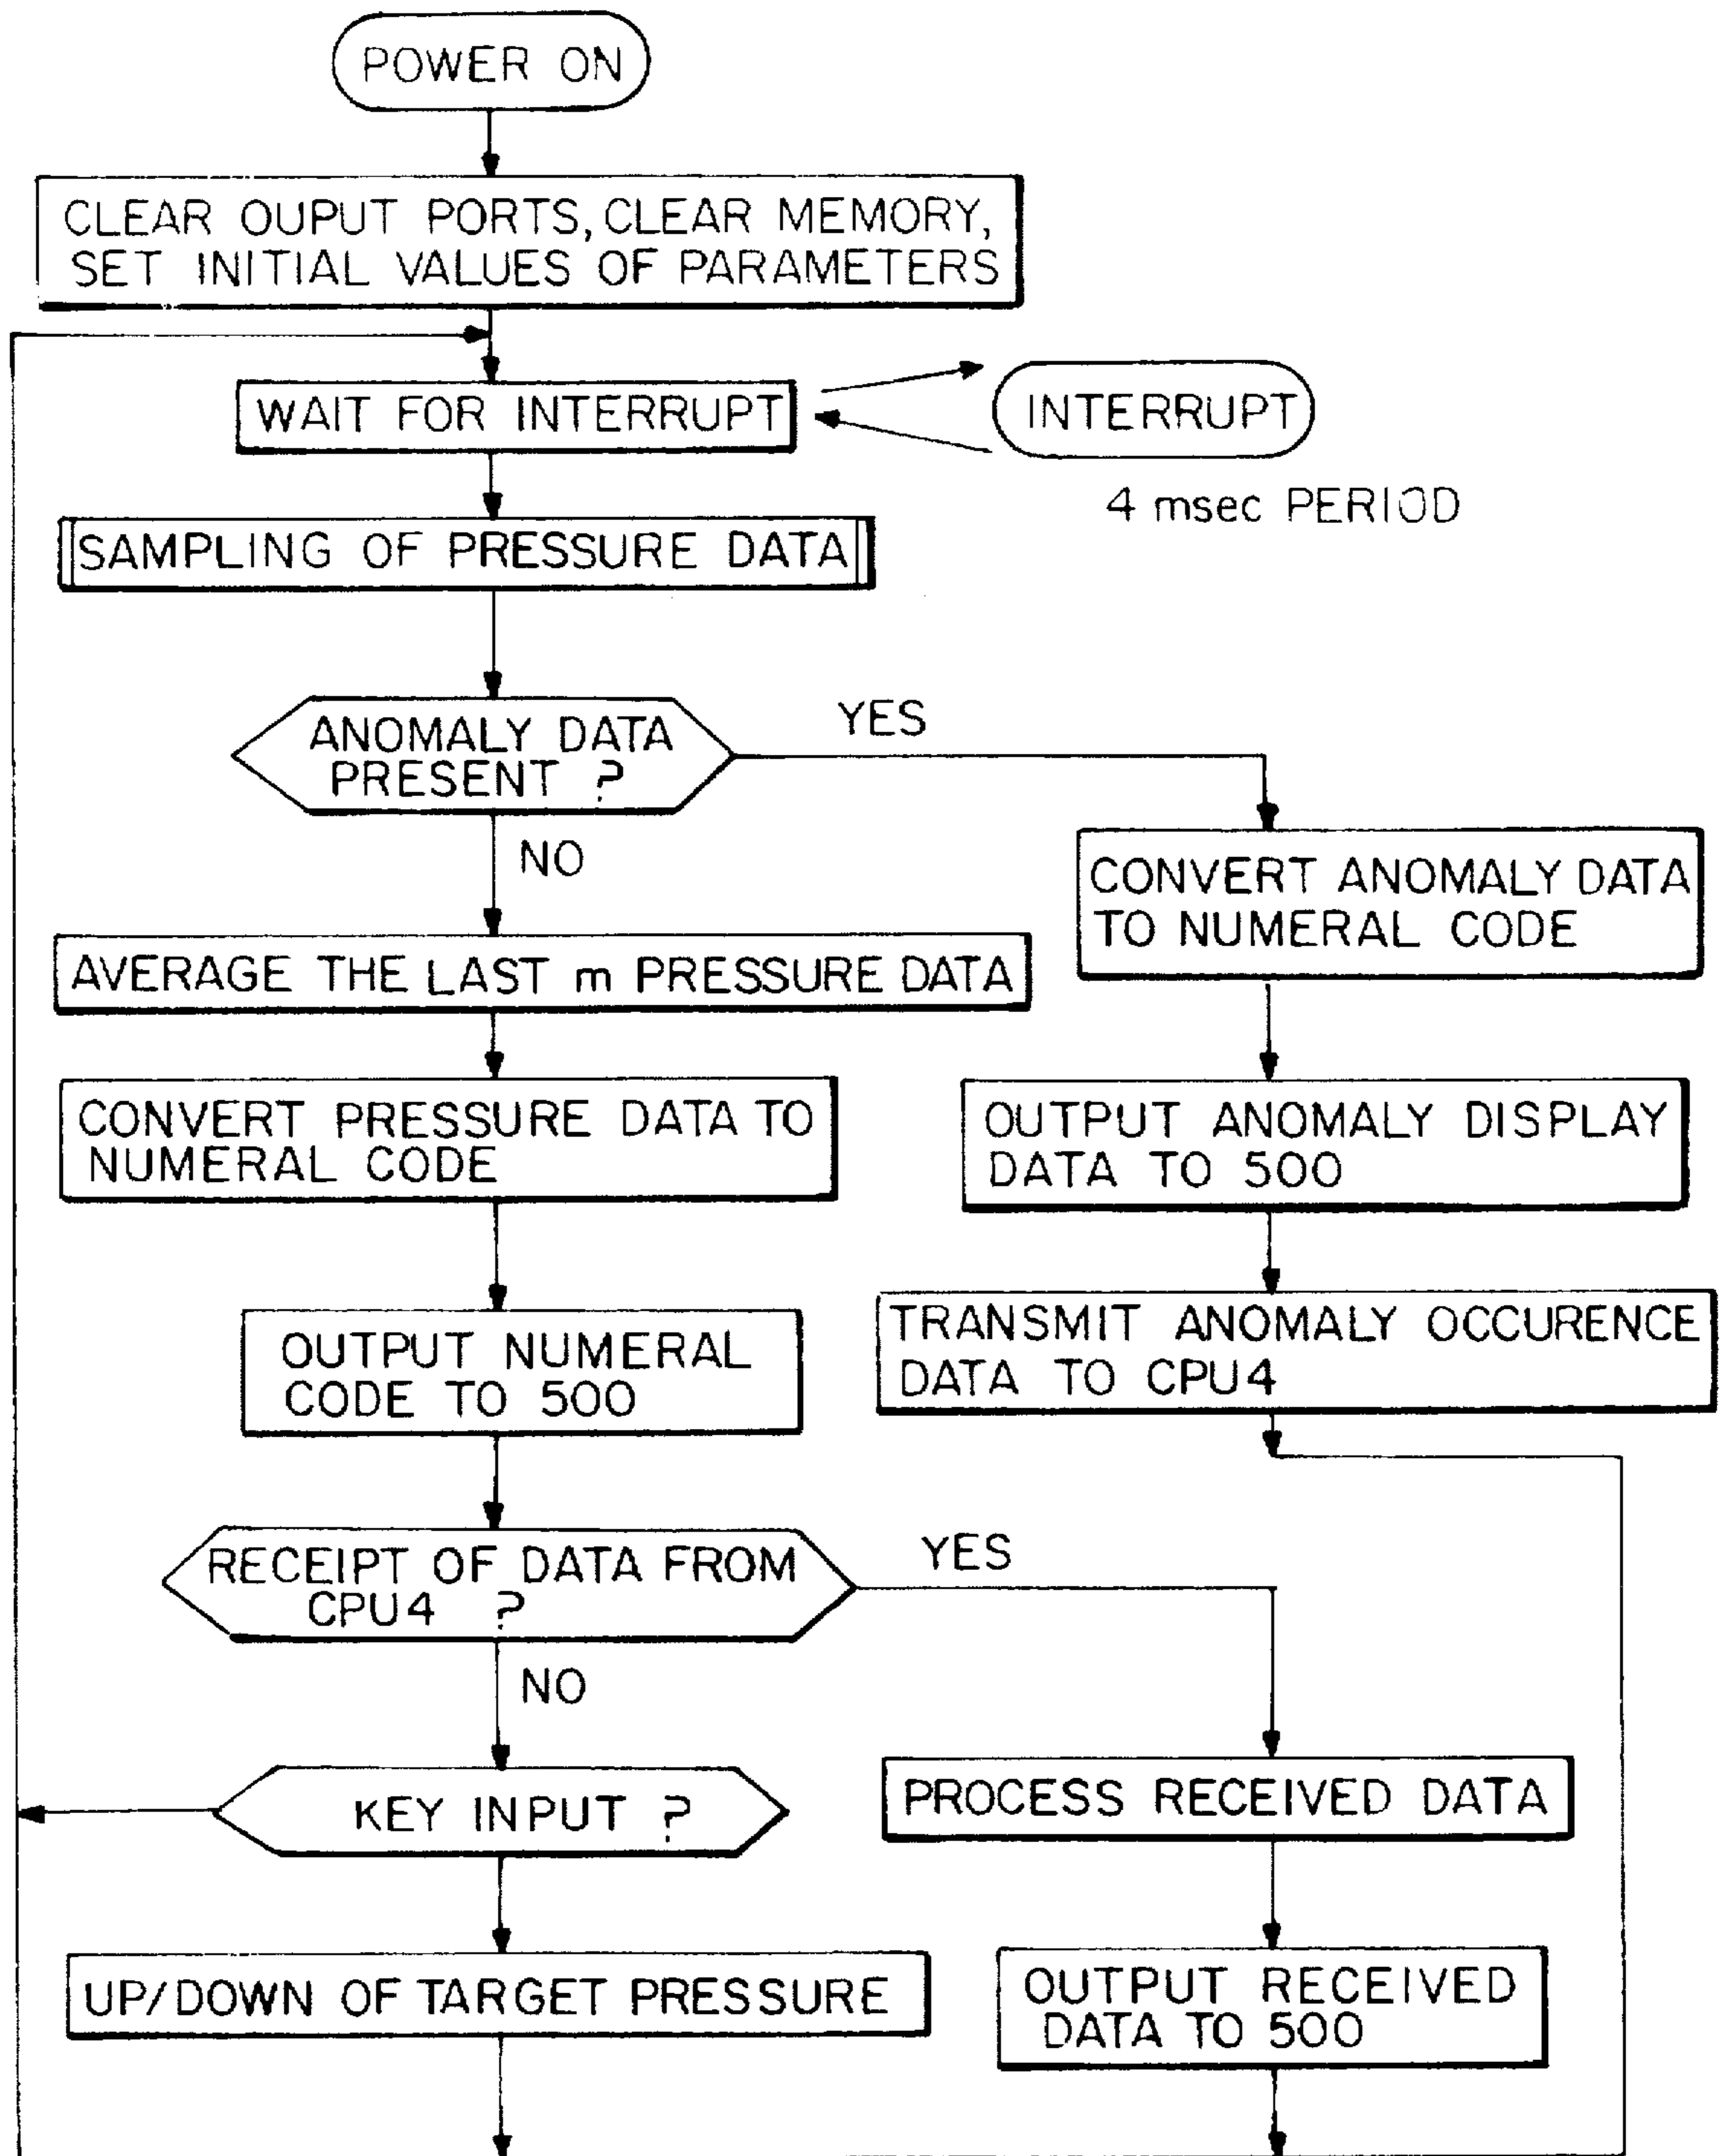 POWER ON
CLEAR OUPUT PORTS, CLEAR MEMORY,
SET INITIAL VALUES OF PARAMETERS
WAIT FOR INTERRUPT
INTERRUPT
4 msec PERIOD
SAMPLING OF PRESSURE DATA
ANOMALY DATA
PRESENT ?
YES
NO
CONVERT ANOMALY DATA
TO NUMERAL CODE
AVERAGE THE LAST m PRESSURE DATA
CONVERT PRESSURE DATA TO
NUMERAL CODE
OUTPUT ANOMALY DISPLAY
DATA TO 500
OUTPUT NUMERAL
CODE TO 500
TRANSMIT ANOMALY OCCURENCE
DATA TO CPU4
RECEIPT OF DATA FROM
CPU4 ?
YES
NO
KEY INPUT ?
PROCESS RECEIVED DATA
UP/DOWN OF TARGET PRESSURE
OUTPUT RECEIVED
DATA TO 500